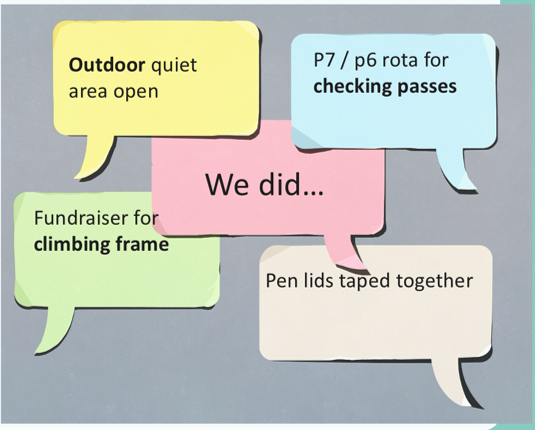 Outdoor quiet
area open
P7 / p6 rota for
checking passes
We did...
Fundraiser for
climbing frame
Pen lids taped together